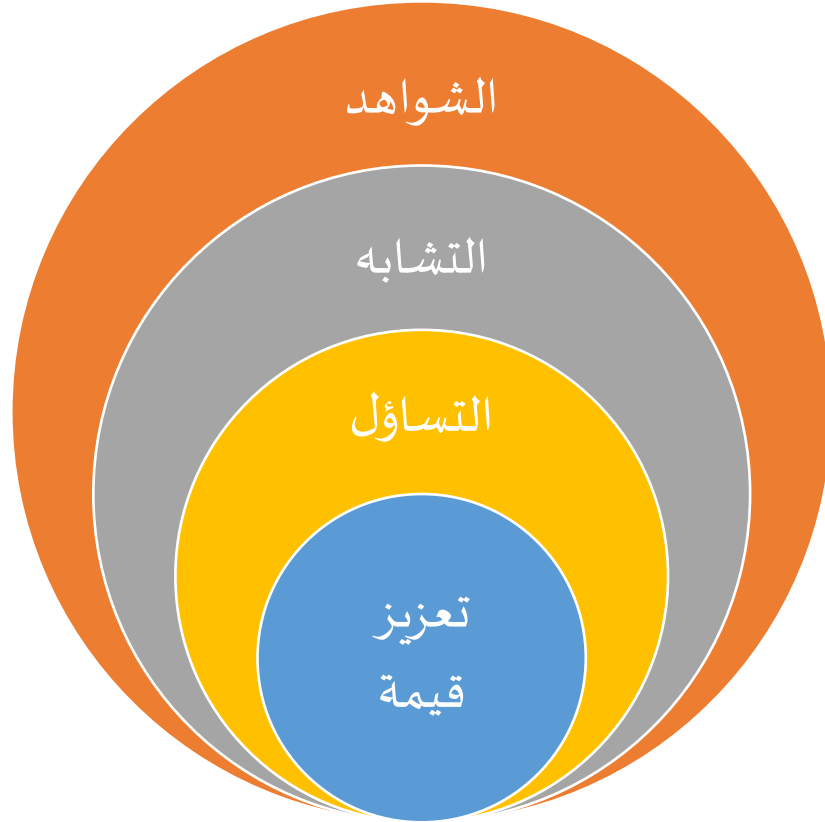 الشواهد
التشابه
التساؤل
تعزيز
قيمة